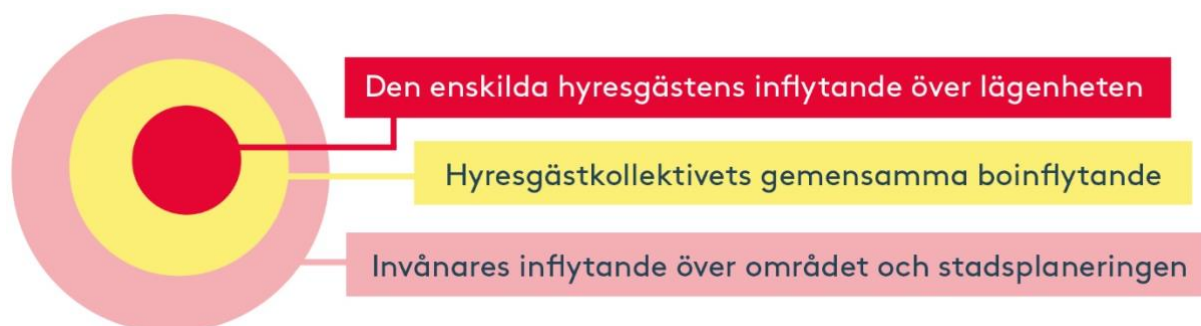 Den enskilda hyresgästens inflytande över lägenheten
Hyresgästkollektivets gemensamma boinflytande
Invånares inflytande över området och stadsplaneringen